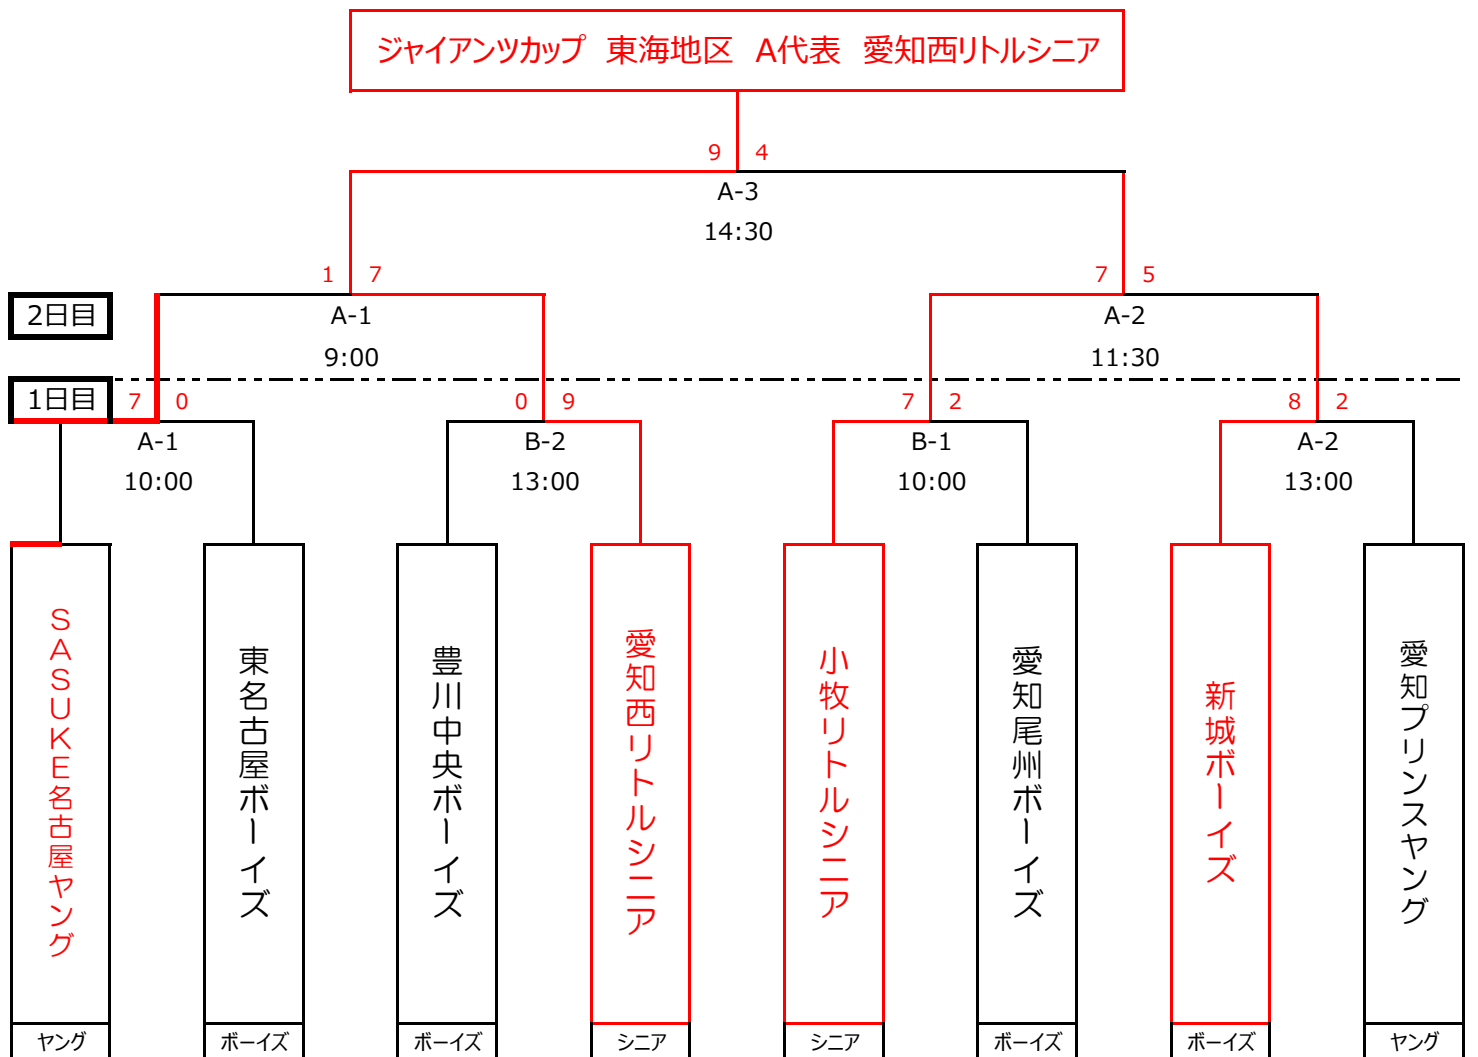 ジャイアンツカップ 東海地区 A代表 愛知西リトルシニア
9 4
A-3
14:30
1 7
7 5
2日目
A-1
A-2
9:00
11:30
1日目
7 0
0 9
7 2
8 2
A-1
B-2
B-1
A-2
10:00
13:00
10:00
13:00
SASUKE名古屋ヤング
東名古屋ボーイズ
豊川中央ボーイズ
愛知西リトルシニア
小牧リトルシニア
愛知尾州ボーイズ
新城ボーイズ
愛知プリンスヤング
ヤング
ボーイズ
ボーイズ
シニア
シニア
ボーイズ
ボーイズ
ヤング